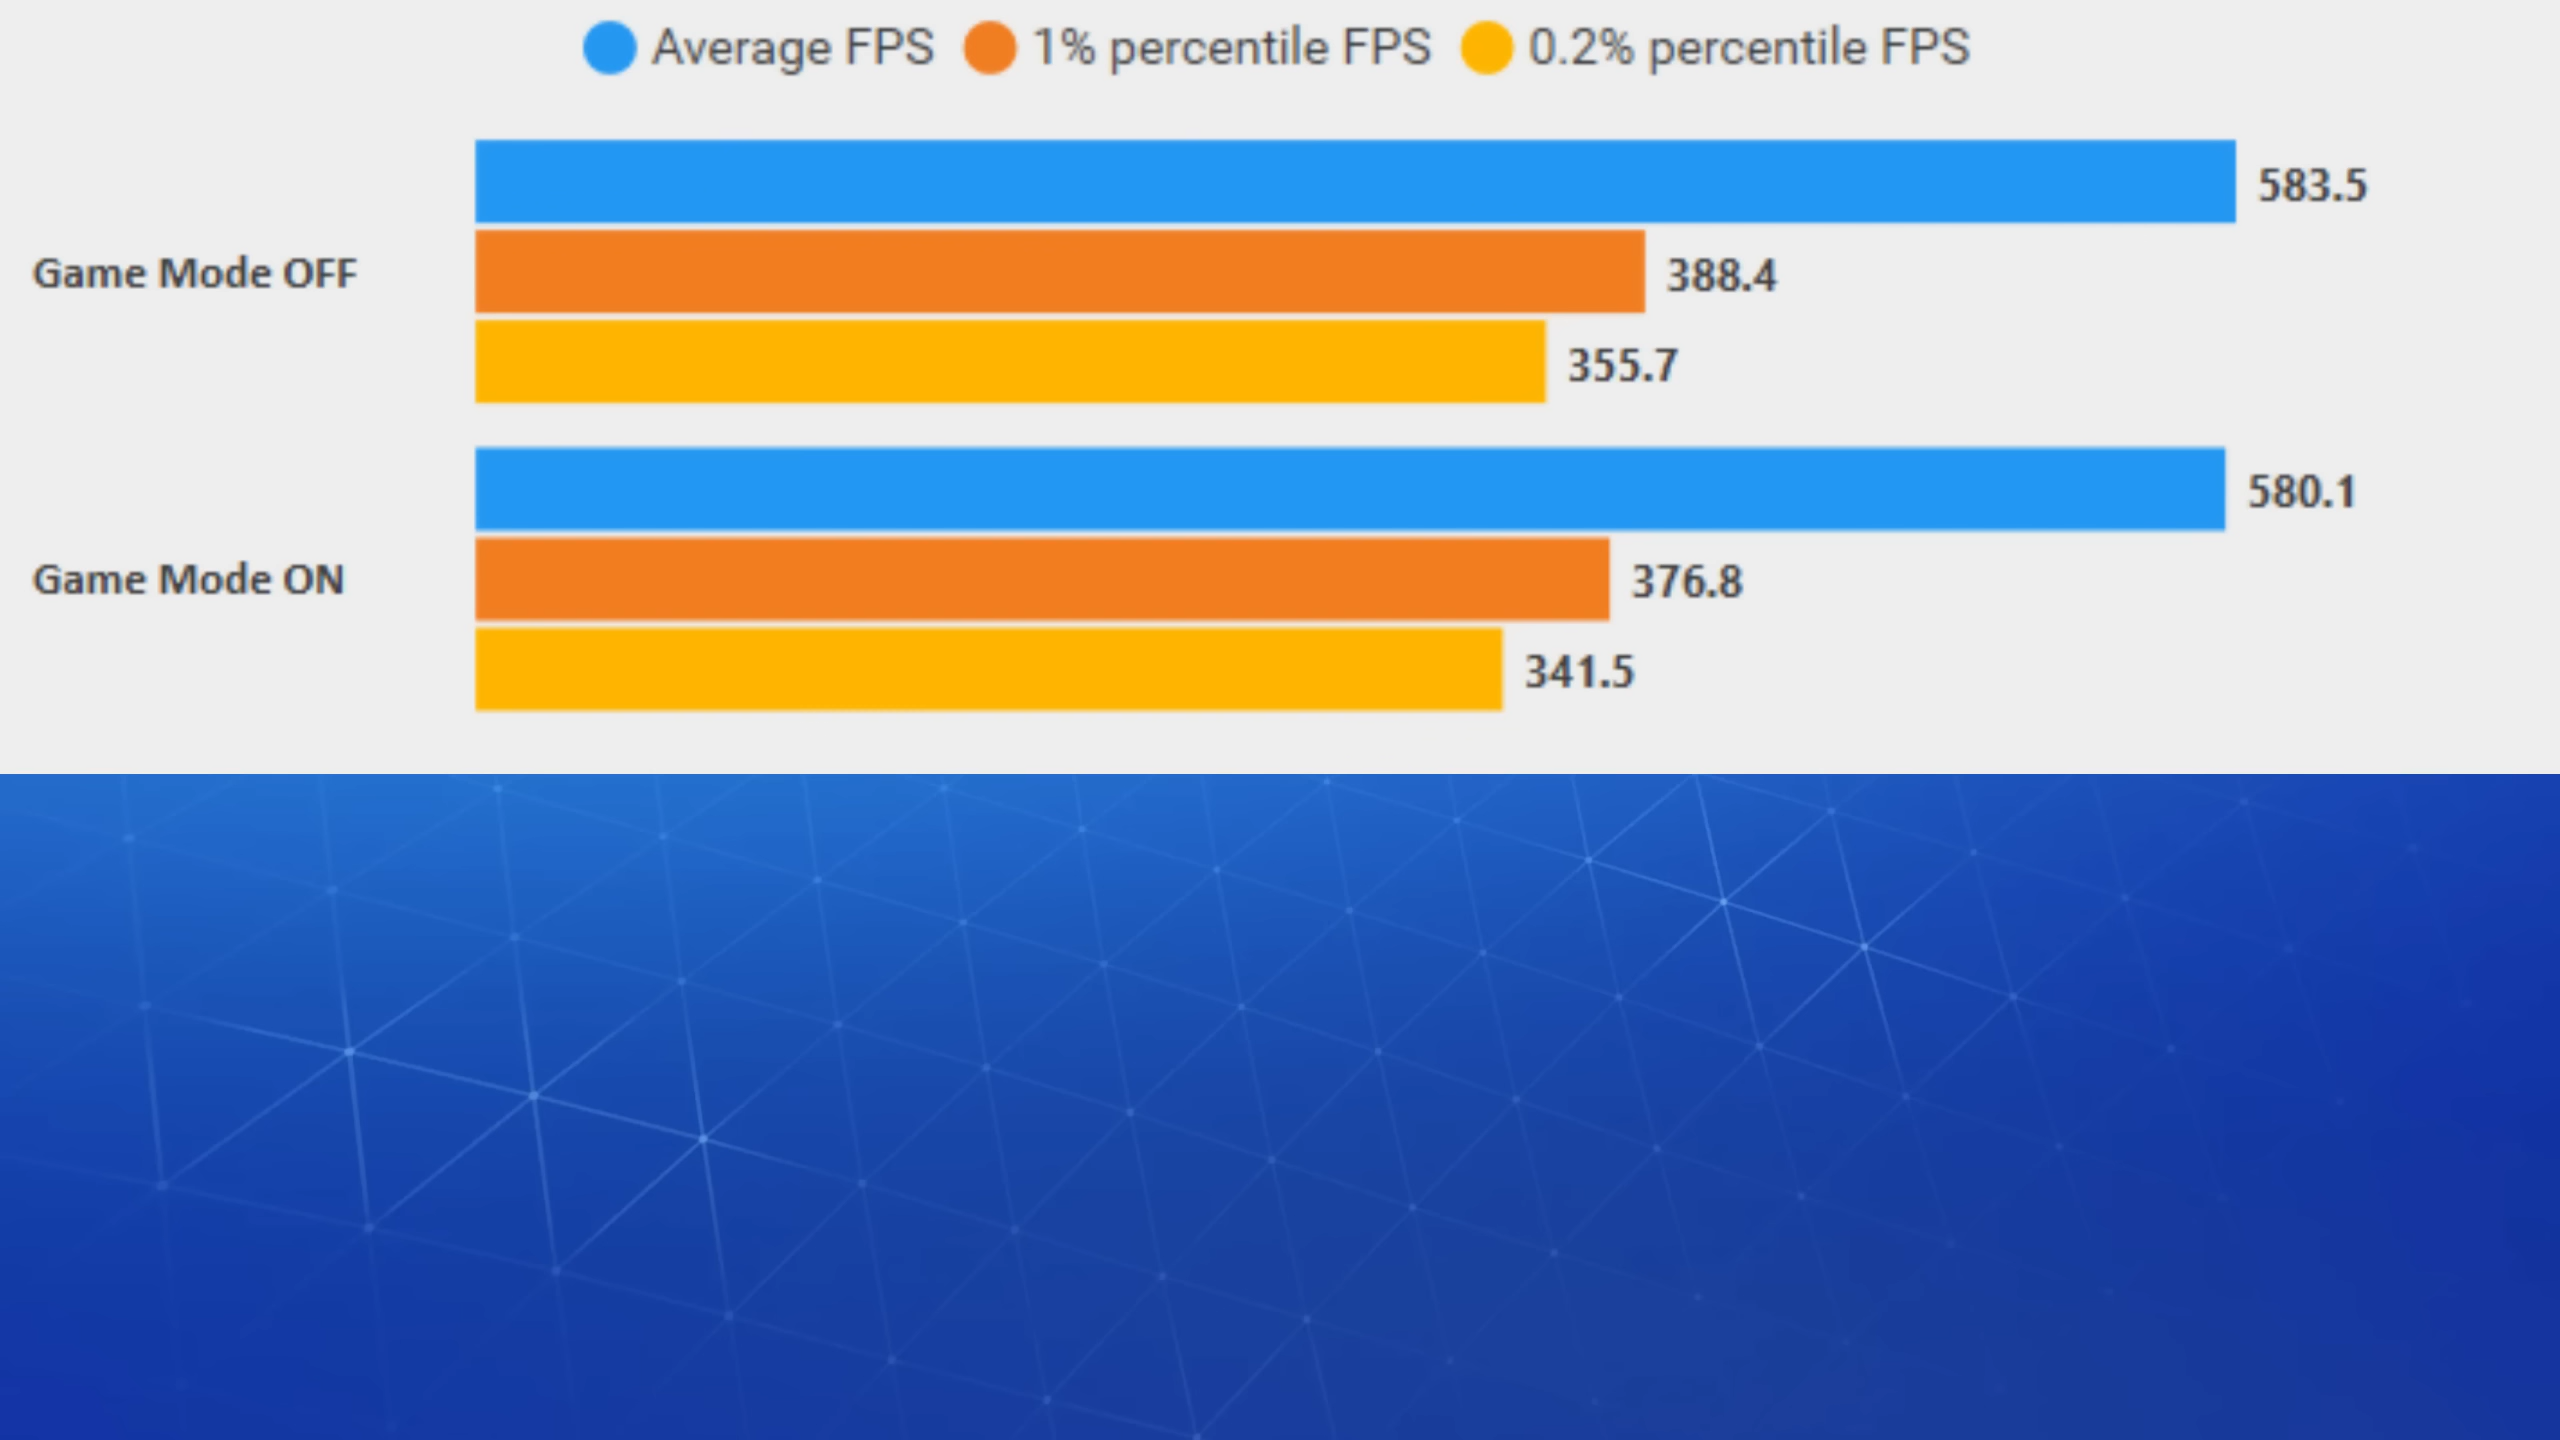 Average FPS 1% percentile FPS 0.2% percentile FPS
583.5
Game Mode OFF 388.4
355.7
580.1
Game Mode ON 376.8
341.5